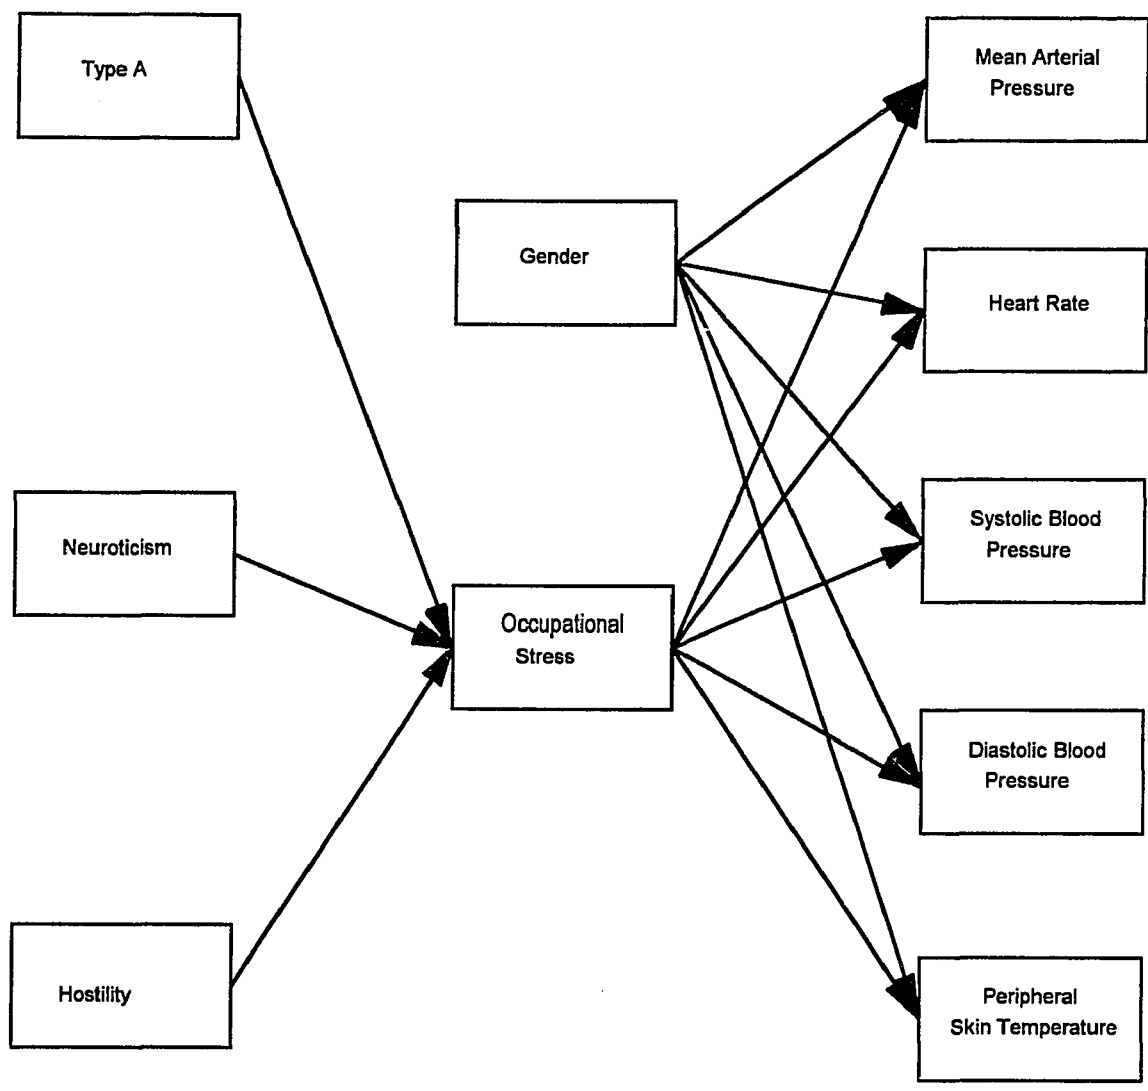 Type A
Neuroticism
Hostility
Gender
Occupational
Stress
Mean Arterial
Pressure
Heart Rate
Systolic Blood
Pressure
Diastolic Blood
Pressure
Peripheral
Skin Temperature